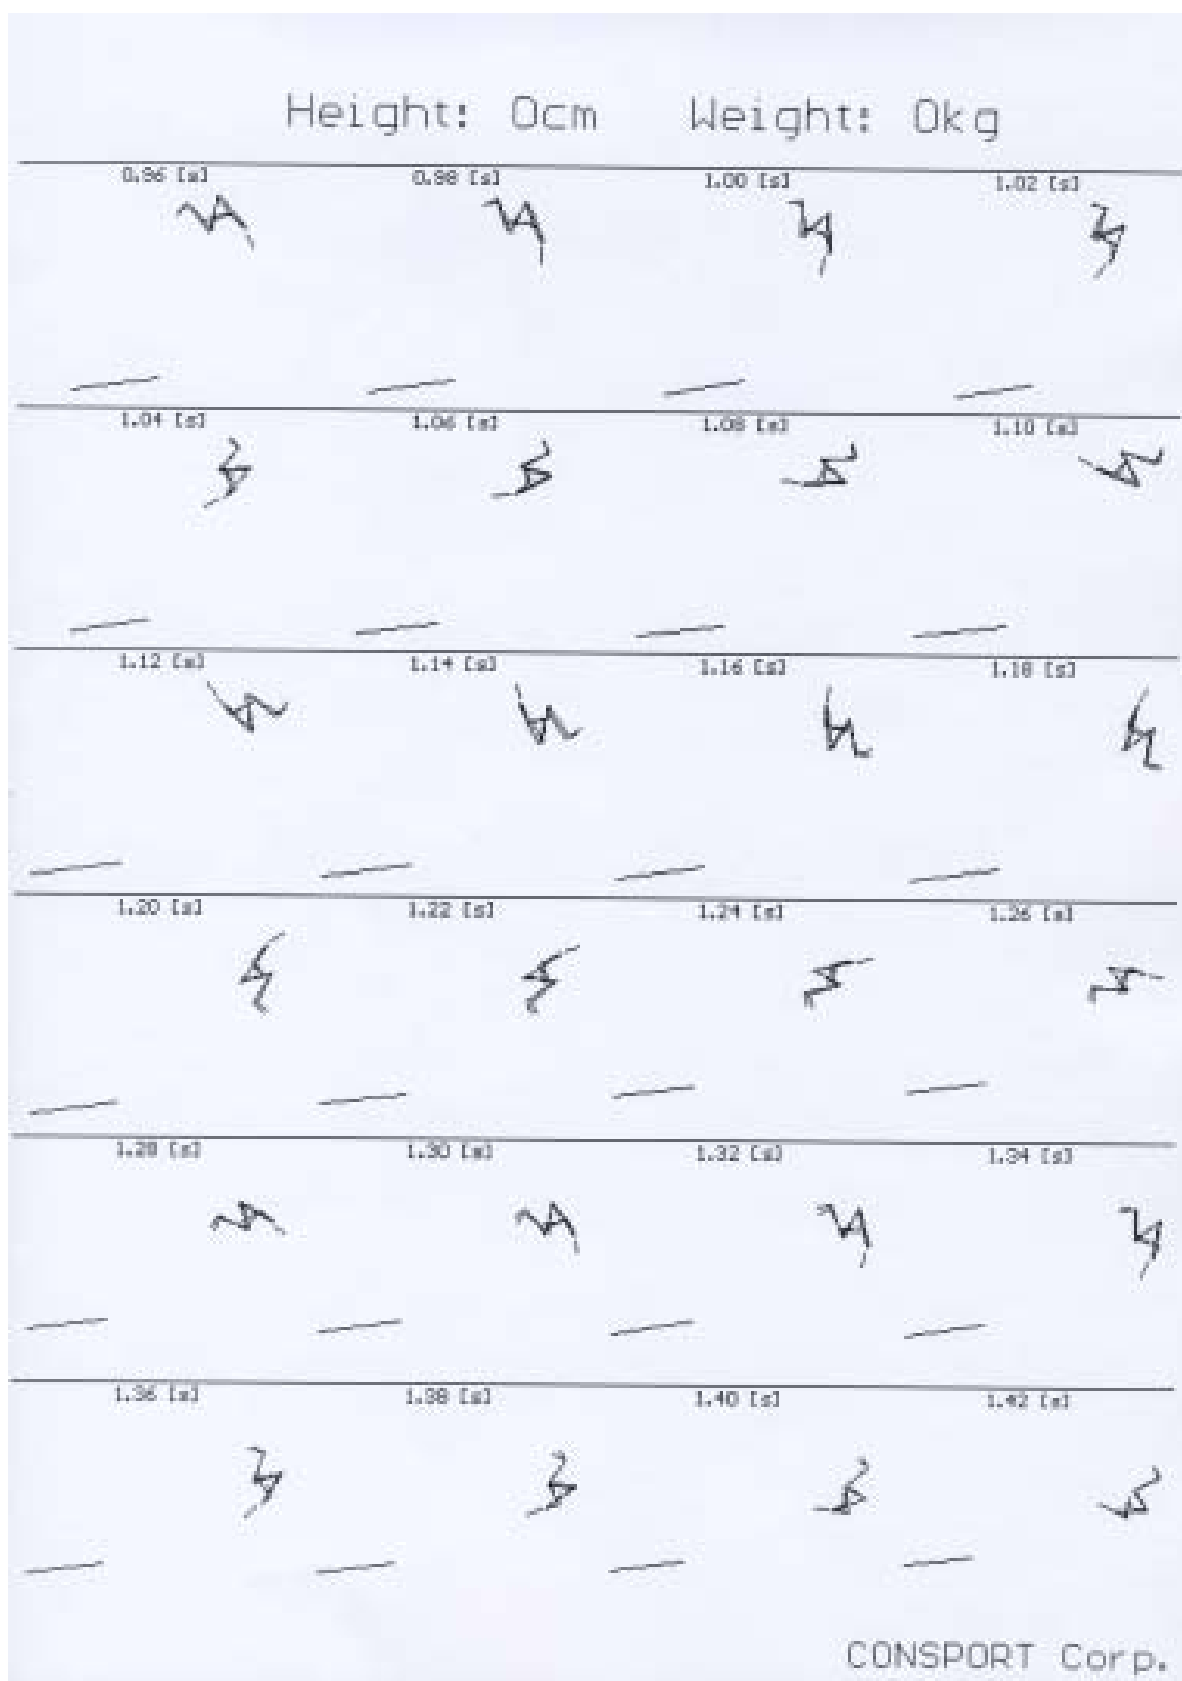 Height: 0cm Weight: 0kg
0.96 [s] 0.98 [s] 1.00 [s] 1.02 [s]
1.04 [s] 1.06 [s] 1.08 [s] 1.10 [s]
1.12 [s] 1.14 [s] 1.16 [s] 1.18 [s]
1.20 [s] 1.22 [s] 1.24 [s] 1.26 [s]
1.28 [s] 1.30 [s] 1.32 [s] 1.34 [s]
1.36 [s] 1.38 [s] 1.40 [s] 1.42 [s]
CONSPORT Corp.